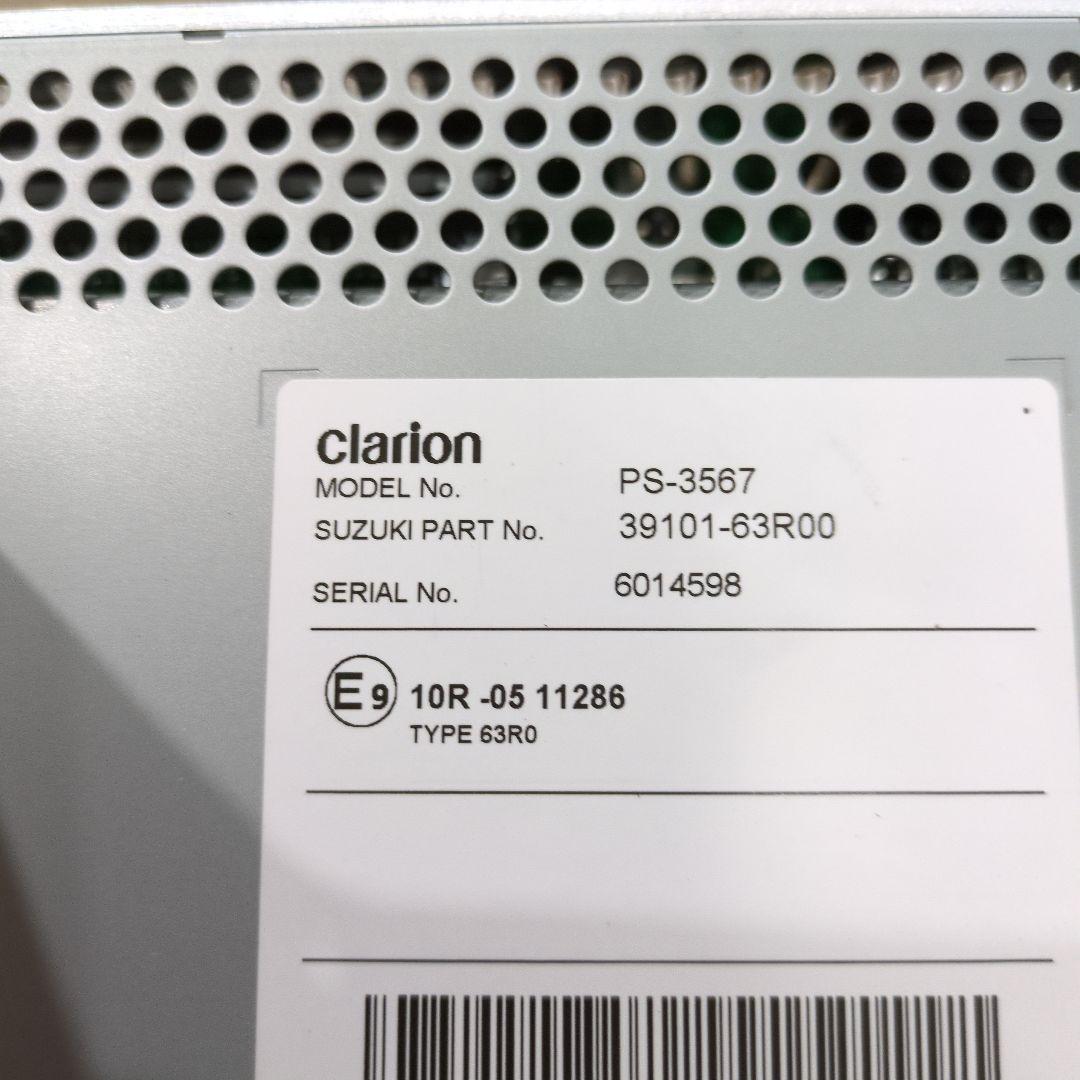 clarion
MODEL No. PS-3567
SUZUKI PART No. 39101-63R00
SERIAL No. 6014598
E9 10R -05 11286
TYPE 63R0